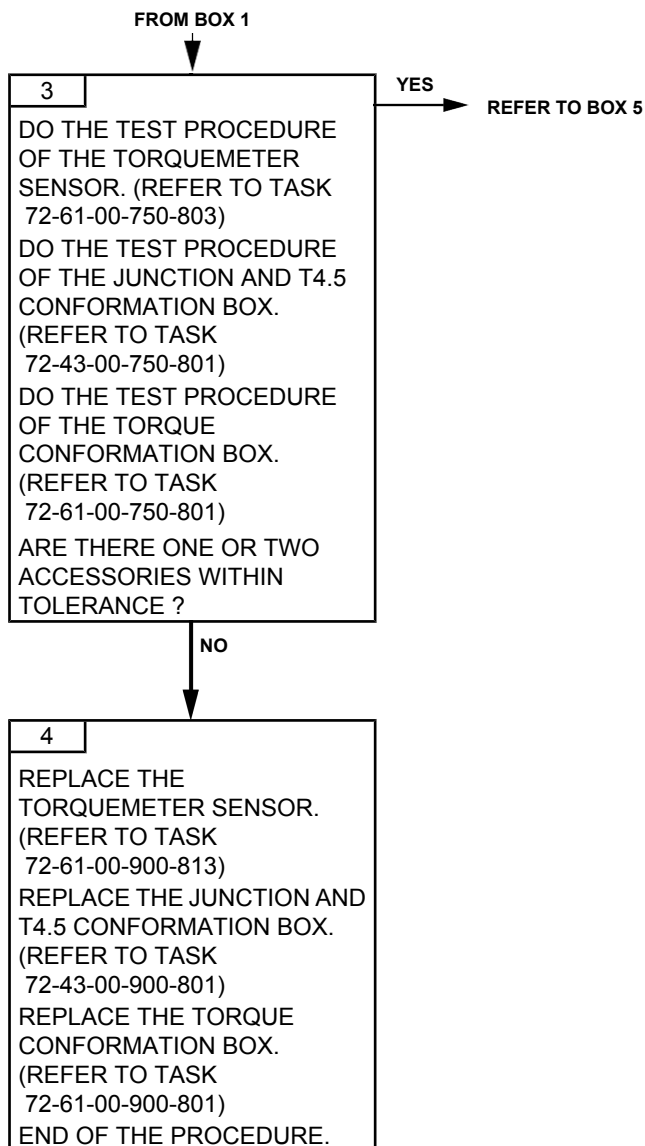 FROM BOX 1
3
YES
REFER TO BOX 5
DO THE TEST PROCEDURE
OF THE TORQUEMETER
SENSOR. (REFER TO TASK
72-61-00-750-803)
DO THE TEST PROCEDURE
OF THE JUNCTION AND T4.5
CONFORMATION BOX.
(REFER TO TASK
72-43-00-750-801)
DO THE TEST PROCEDURE
OF THE TORQUE
CONFORMATION BOX.
(REFER TO TASK
72-61-00-750-801)
ARE THERE ONE OR TWO
ACCESSORIES WITHIN
TOLERANCE ?
NO
4
REPLACE THE
TORQUEMETER SENSOR.
(REFER TO TASK
72-61-00-900-813)
REPLACE THE JUNCTION AND
T4.5 CONFORMATION BOX.
(REFER TO TASK
72-43-00-900-801)
REPLACE THE TORQUE
CONFORMATION BOX.
(REFER TO TASK
72-61-00-900-801)
END OF THE PROCEDURE.